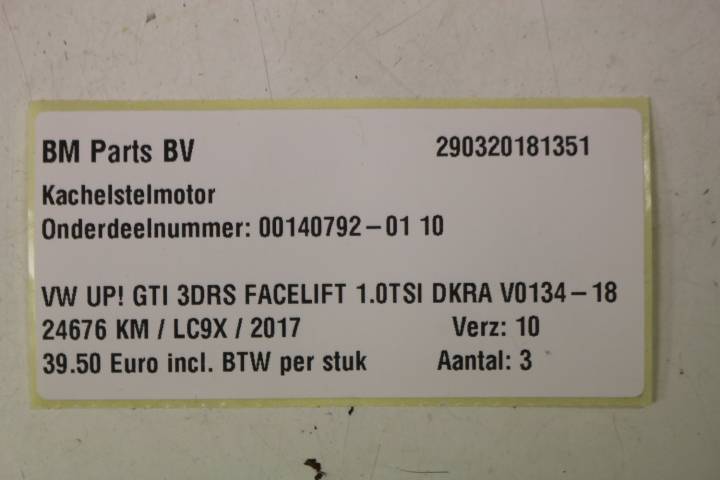 BM Parts BV 290320181351
Kachelstelmotor
Onderdeelnummer: 00140792-01 10
VW UP! GTI 3DRS FACELIFT 1.0TSI DKRA V0134-18
24676 KM / LC9X / 2017 Verz: 10
39.50 Euro incl. BTW per stuk Aantal: 3